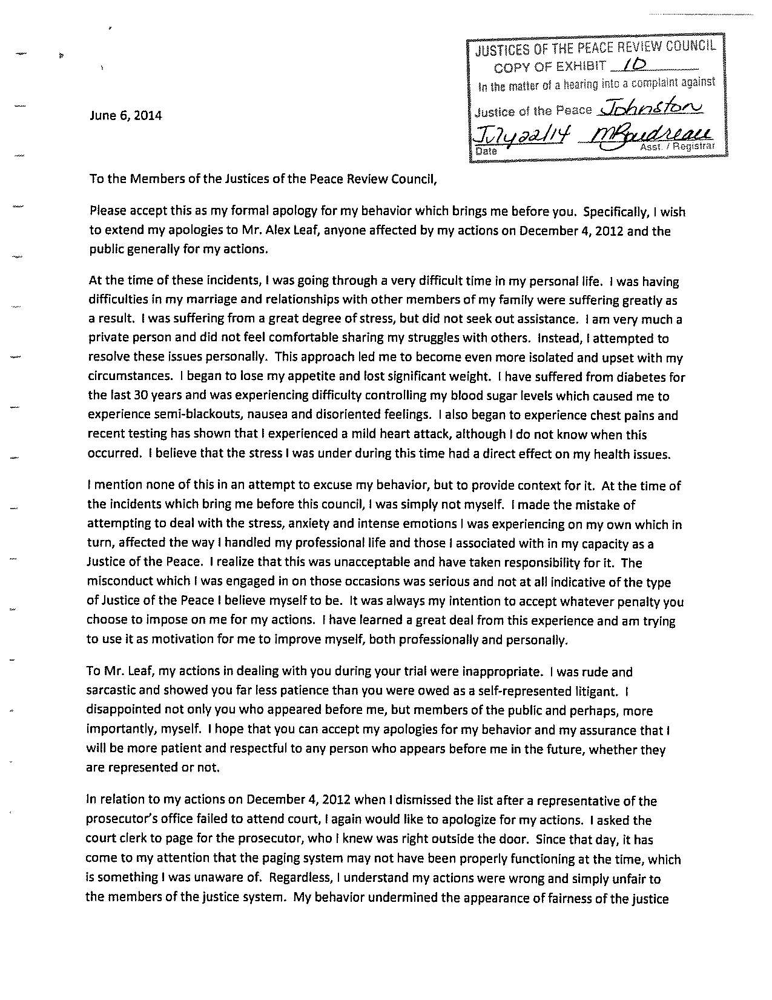 JUSTICES OF THE PEACE REVIEW COUNCIL
COPY OF EXHIBIT 1D
In the matter of a hearing into a complaint against
Justice of the Peace Johnston
July 22/14 MBoudreau
Date Asst. / Registrar
June 6, 2014
To the Members of the Justices of the Peace Review Council,
Please accept this as my formal apology for my behavior which brings me before you. Specifically, I wish
to extend my apologies to Mr. Alex Leaf, anyone affected by my actions on December 4, 2012 and the
public generally for my actions.
At the time of these incidents, I was going through a very difficult time in my personal life. I was having
difficulties in my marriage and relationships with other members of my family were suffering greatly as
a result. I was suffering from a great degree of stress, but did not seek out assistance. I am very much a
private person and did not feel comfortable sharing my struggles with others. Instead, I attempted to
resolve these issues personally. This approach led me to become even more isolated and upset with my
circumstances. I began to lose my appetite and lost significant weight. I have suffered from diabetes for
the last 30 years and was experiencing difficulty controlling my blood sugar levels which caused me to
experience semi-blackouts, nausea and disoriented feelings. I also began to experience chest pains and
recent testing has shown that I experienced a mild heart attack, although I do not know when this
occurred. I believe that the stress I was under during this time had a direct effect on my health issues.
I mention none of this in an attempt to excuse my behavior, but to provide context for it. At the time of
the incidents which bring me before this council, I was simply not myself. I made the mistake of
attempting to deal with the stress, anxiety and intense emotions I was experiencing on my own which in
turn, affected the way I handled my professional life and those I associated with in my capacity as a
Justice of the Peace. I realize that this was unacceptable and have taken responsibility for it. The
misconduct which I was engaged in on those occasions was serious and not at all indicative of the type
of Justice of the Peace I believe myself to be. It was always my intention to accept whatever penalty you
choose to impose on me for my actions. I have learned a great deal from this experience and am trying
to use it as motivation for me to improve myself, both professionally and personally.
To Mr. Leaf, my actions in dealing with you during your trial were inappropriate. I was rude and
sarcastic and showed you far less patience than you were owed as a self-represented litigant. I
disappointed not only you who appeared before me, but members of the public and perhaps, more
importantly, myself. I hope that you can accept my apologies for my behavior and my assurance that I
will be more patient and respectful to any person who appears before me in the future, whether they
are represented or not.
In relation to my actions on December 4, 2012 when I dismissed the list after a representative of the
prosecutor's office failed to attend court, I again would like to apologize for my actions. I asked the
court clerk to page for the prosecutor, who I knew was right outside the door. Since that day, it has
come to my attention that the paging system may not have been properly functioning at the time, which
is something I was unaware of. Regardless, I understand my actions were wrong and simply unfair to
the members of the justice system. My behavior undermined the appearance of fairness of the justice